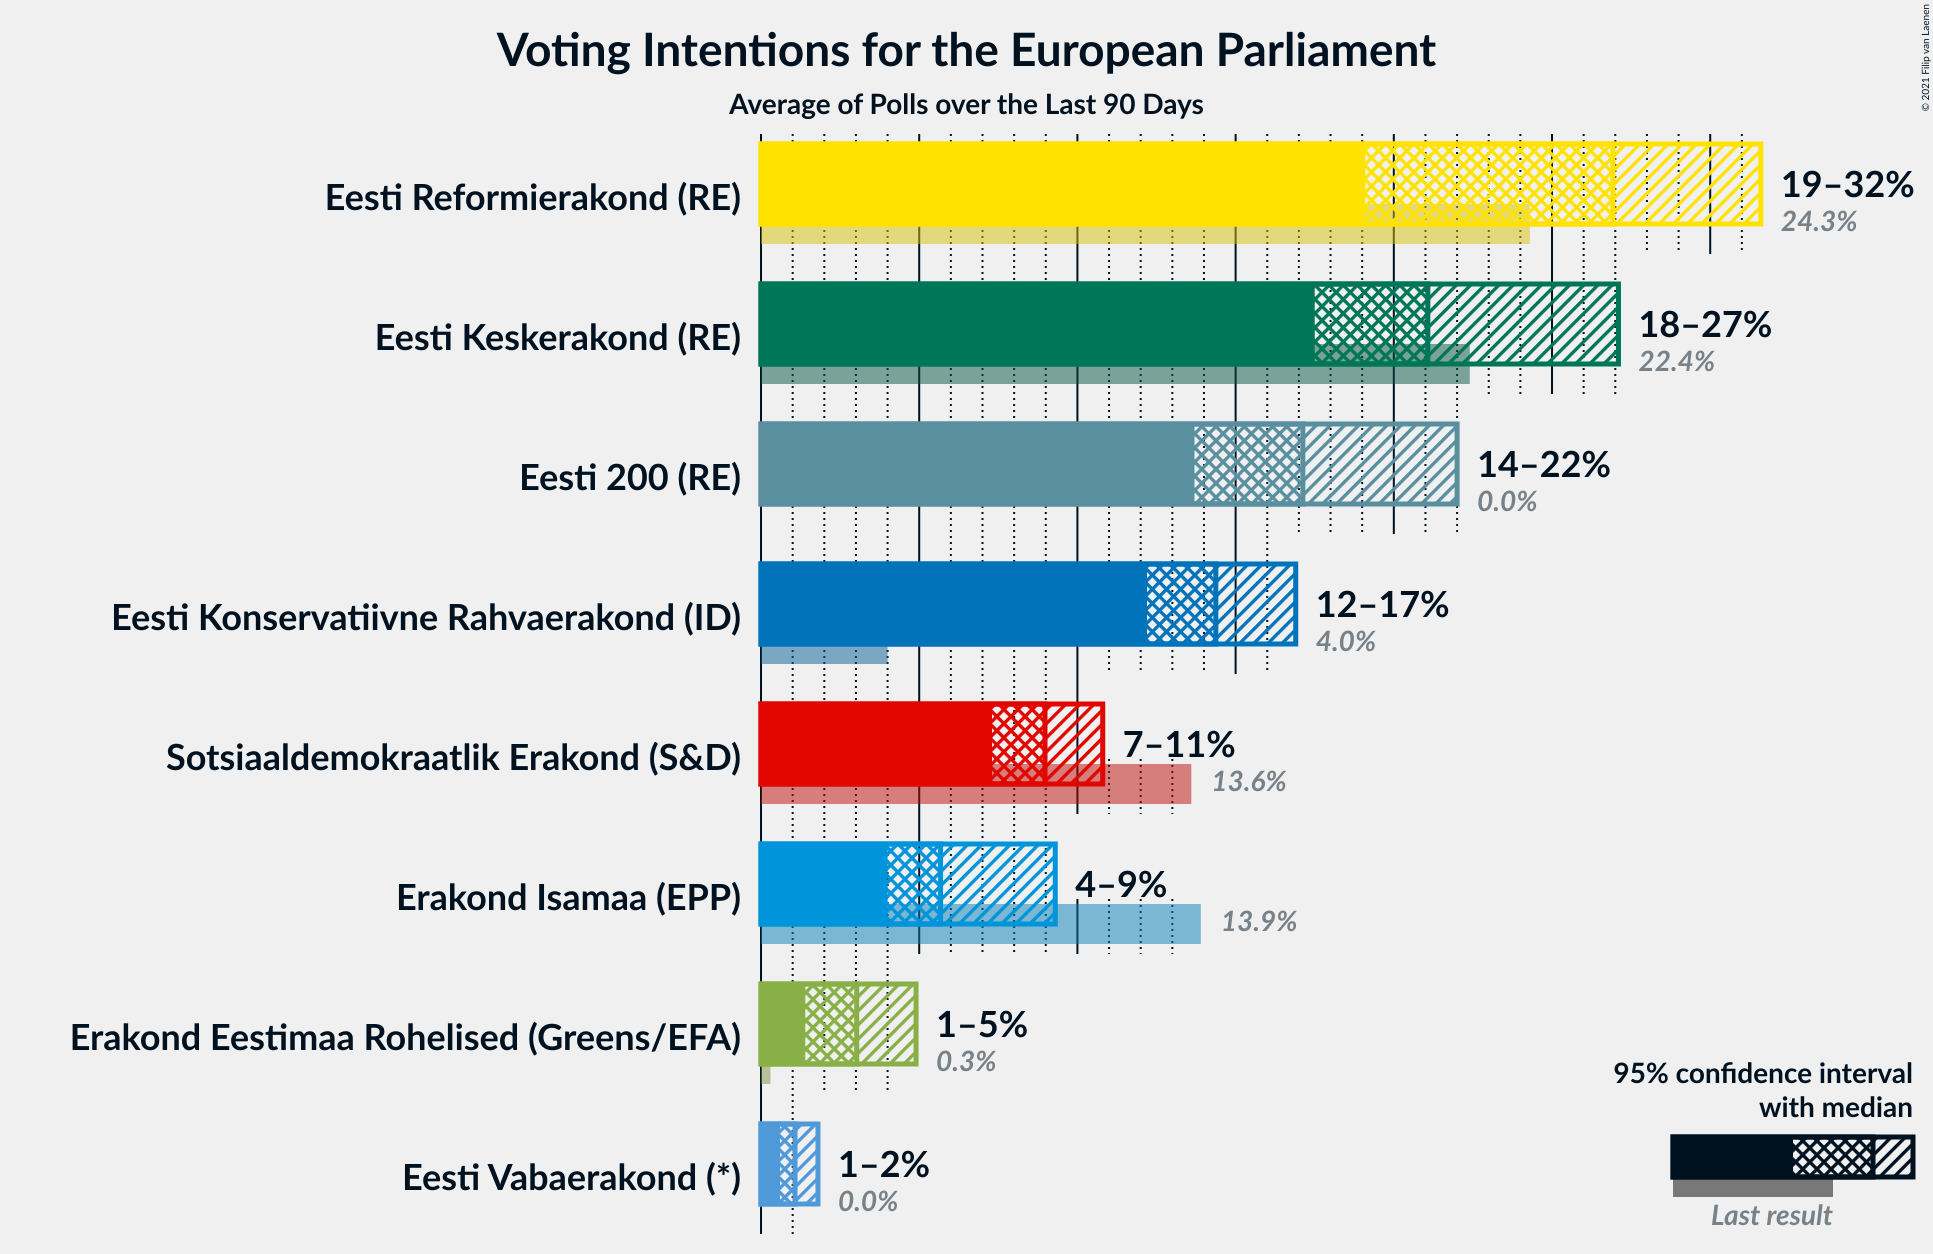 Voting Intentions for the European Parliament
Average of Polls over the Last 90 Days
© 2021 Filip van Laenen
Eesti Reformierakond (RE)
19–32%
24.3%
Eesti Keskerakond (RE)
18–27%
22.4%
Eesti 200 (RE)
14–22%
0.0%
Eesti Konservatiivne Rahvaerakond (ID)
12–17%
4.0%
Sotsiaaldemokraatlik Erakond (S&D)
7–11%
13.6%
Erakond Isamaa (EPP)
4–9%
13.9%
Erakond Eestimaa Rohelised (Greens/EFA)
1–5%
0.3%
Eesti Vabaerakond (*)
1–2%
0.0%
95% confidence interval
with median
Last result